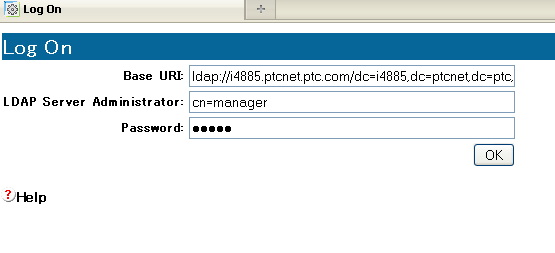 Log On
Log On
Base URI: ldap://i4885.ptcnet.ptc.com/dc=i4885,dc=ptcnet,dc=ptc,
LDAP Server Administrator: cn=manager
Password: ●●●●●
OK
?Help